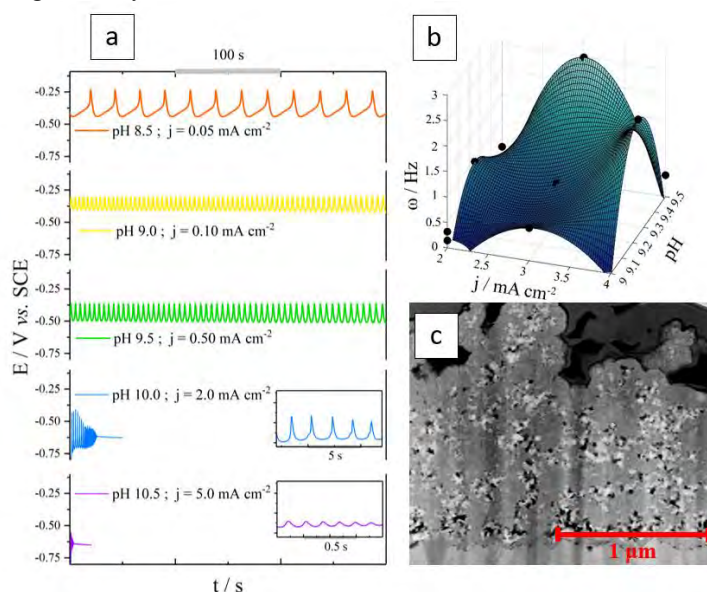 a
100 s
-0.25
-0.50
-0.75
pH 8.5 ; j = 0.05 mA cm⁻²
-0.25
-0.50
-0.75
pH 9.0 ; j = 0.10 mA cm⁻²
-0.25
-0.50
-0.75
pH 9.5 ; j = 0.50 mA cm⁻²
-0.25
-0.50
-0.75
pH 10.0 ; j = 2.0 mA cm⁻²
5 s
-0.25
-0.50
-0.75
pH 10.5 ; j = 5.0 mA cm⁻²
0.5 s
E / V vs. SCE
t / s
b
3
2.5
2
1.5
1
0.5
0
ω / Hz
2
2.5
3
3.5
4
j / mA cm⁻²
9
9.1
9.2
9.3
9.4
9.5
pH
c
1 µm